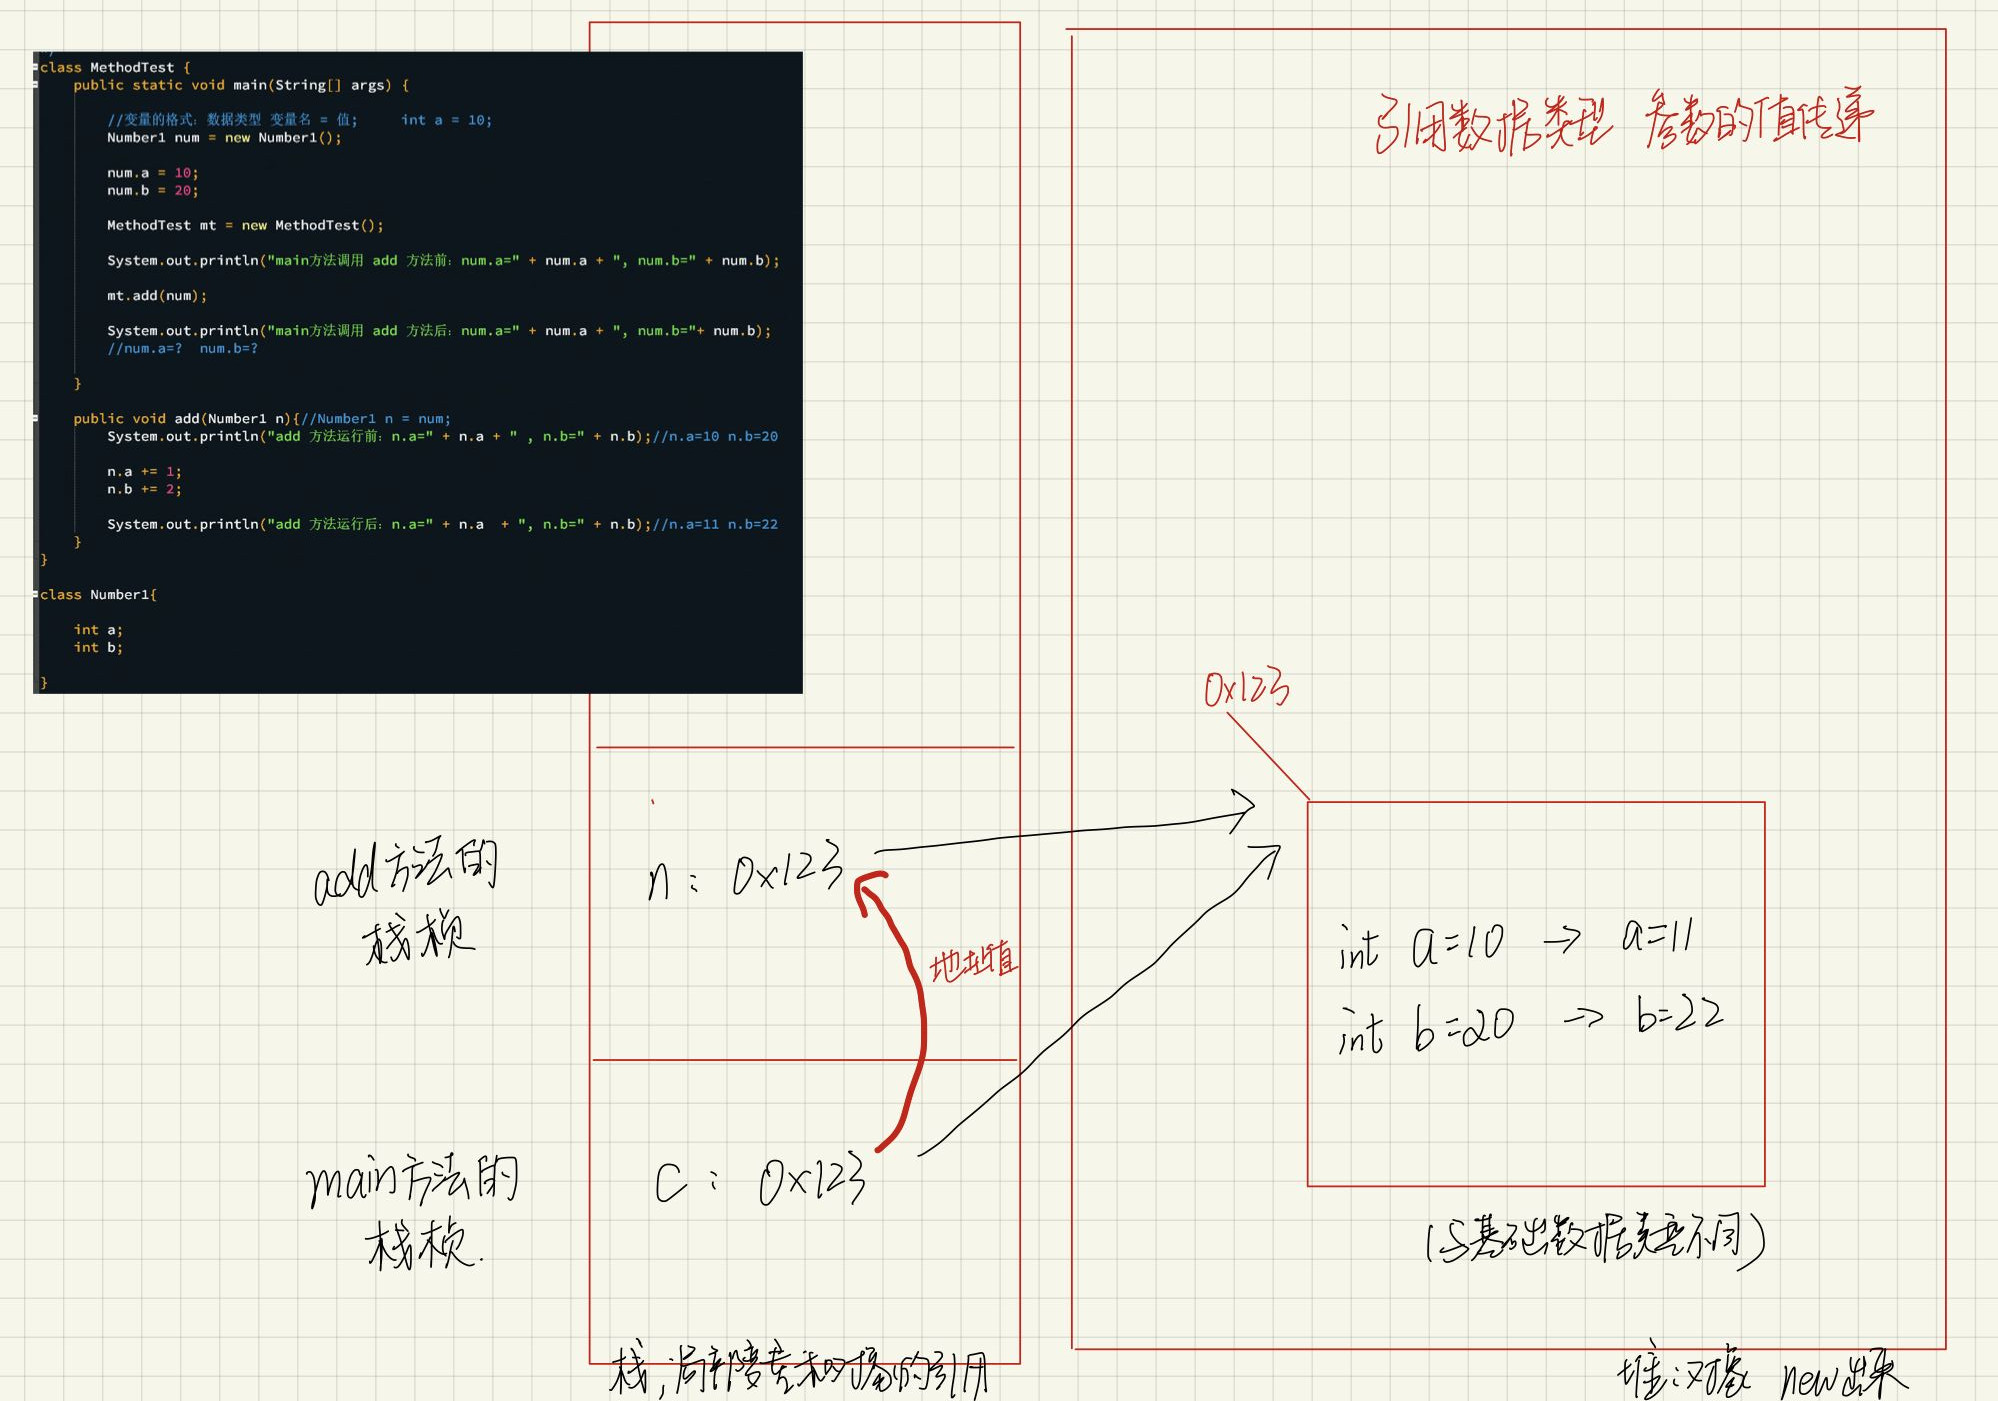 class MethodTest {
public static void main(String[] args) {
//变量的格式：数据类型 变量名 = 值;     int a = 10;
Number1 num = new Number1();
num.a = 10;
num.b = 20;
MethodTest mt = new MethodTest();
System.out.println("main方法调用 add 方法前：num.a=" + num.a + ", num.b=" + num.b);
mt.add(num);
System.out.println("main方法调用 add 方法后：num.a=" + num.a + ", num.b="+ num.b);
//num.a=?  num.b=?
}
public void add(Number1 n){//Number1 n = num;
System.out.println("add 方法运行前：n.a=" + n.a + " , n.b=" + n.b);//n.a=10 n.b=20
n.a += 1;
n.b += 2;
System.out.println("add 方法运行后：n.a=" + n.a  + ", n.b=" + n.b);//n.a=11 n.b=22
}
}
class Number1{
int a;
int b;
}
引用数据类型 参数的值传递
0x123
add方法的
栈桢
n： 0x123
地址值
int a=10 → a=11
int b=20 → b=22
main方法的
栈桢.
C： 0x123
(与基础数据类型不同)
栈，局部变量和对象的引用
堆：对象 new出来